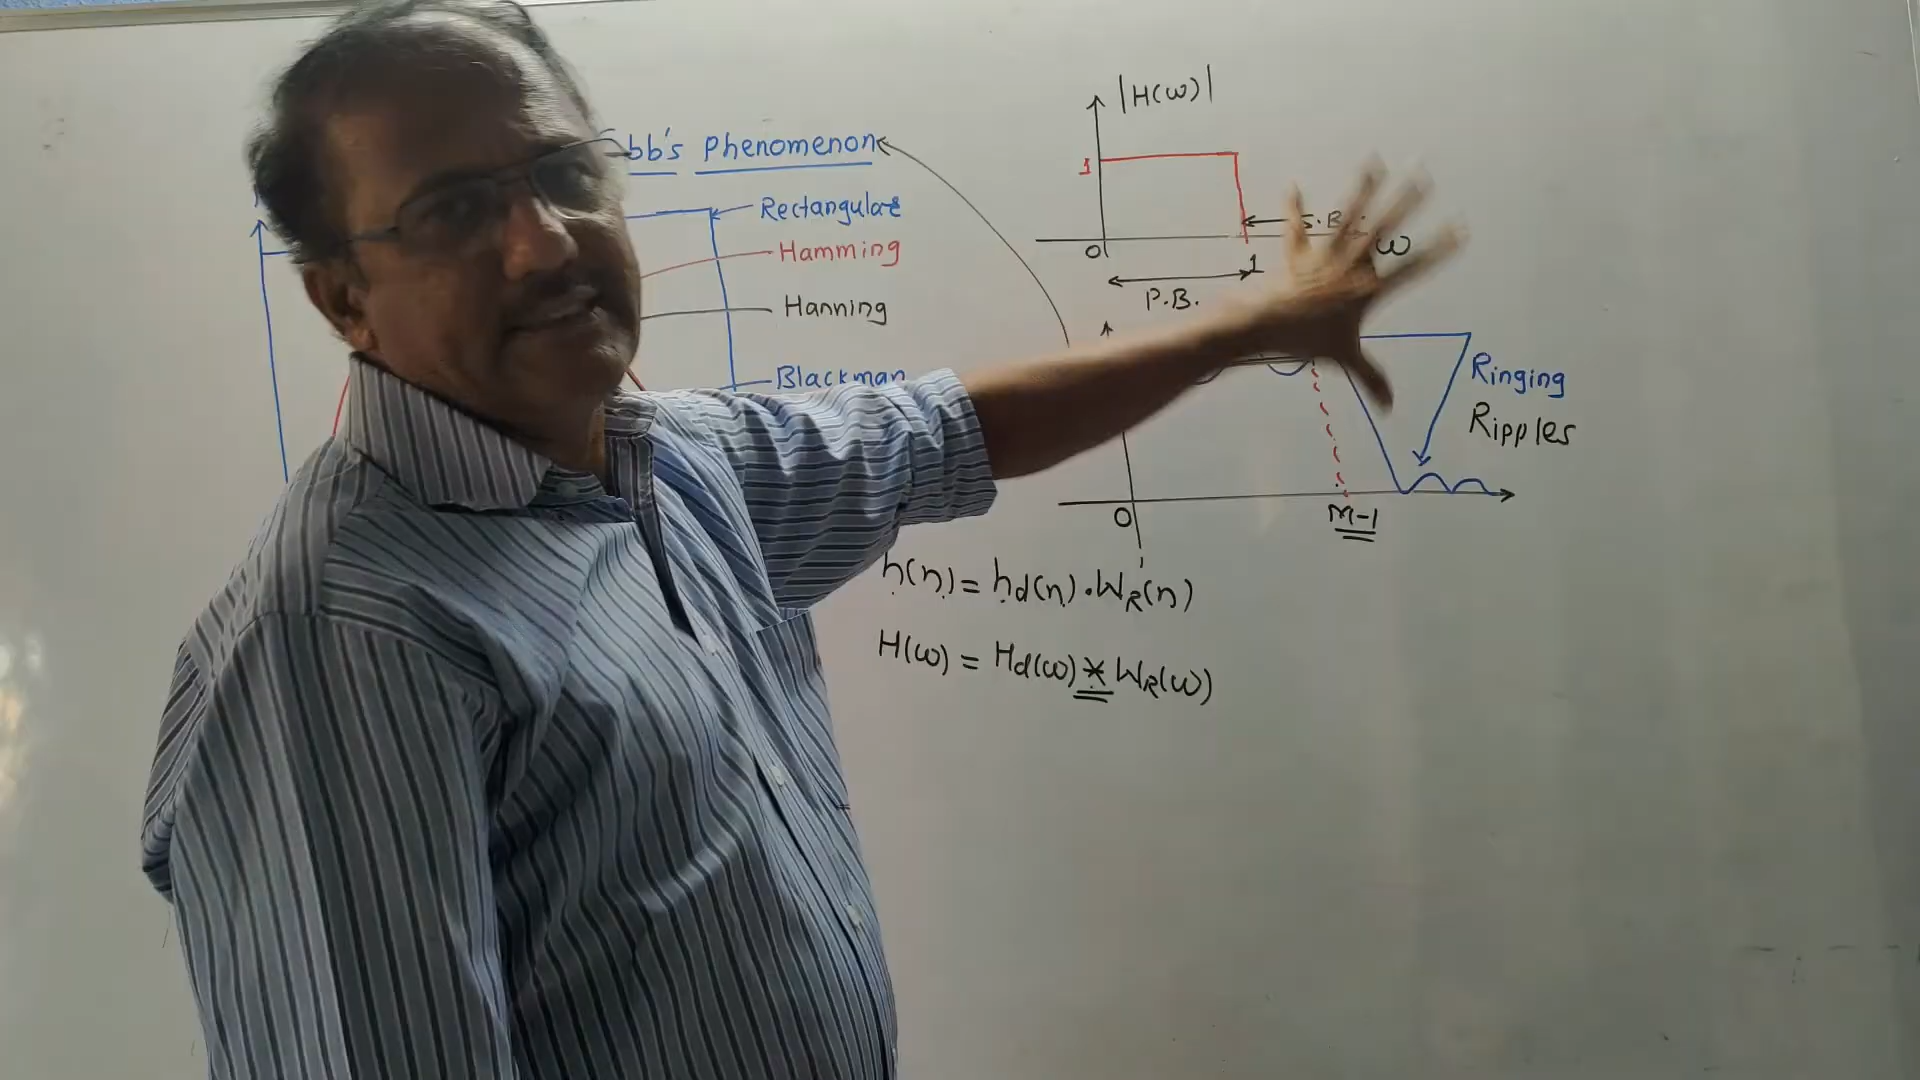 bb's Phenomenon
Rectangular
Hamming
Hanning
Blackman
|H(ω)|
1
0
1
ω
S.B.
P.B.
Ringing
Ripples
0
M-1
h(n) = hd(n) . WR(n)
H(ω) = Hd(ω) * WR(ω)